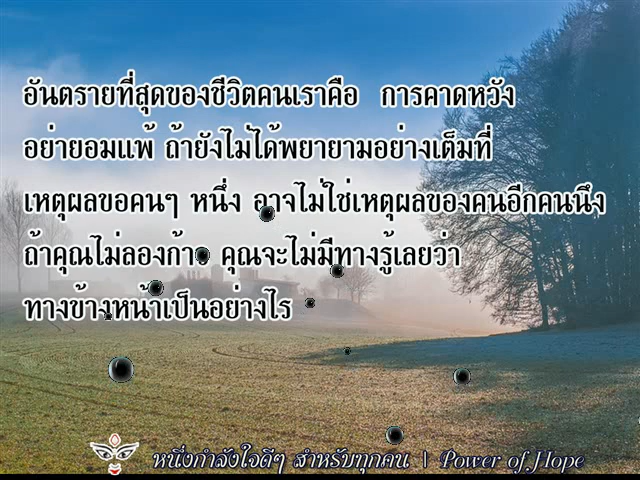 อันตรายที่สุดของชีวิตคนเราคือ การคาดหวัง
อย่ายอมแพ้ ถ้ายังไม่ได้พยายามอย่างเต็มที่
เหตุผลขอคนๆ หนึ่ง อาจไม่ใช่เหตุผลของคนอีกคนนึง
ถ้าคุณไม่ลองก้าว คุณจะไม่มีทางรู้เลยว่า
ทางข้างหน้าเป็นอย่างไร
หนึ่งกำลังใจดีๆ สำหรับทุกคน | Power of Hope